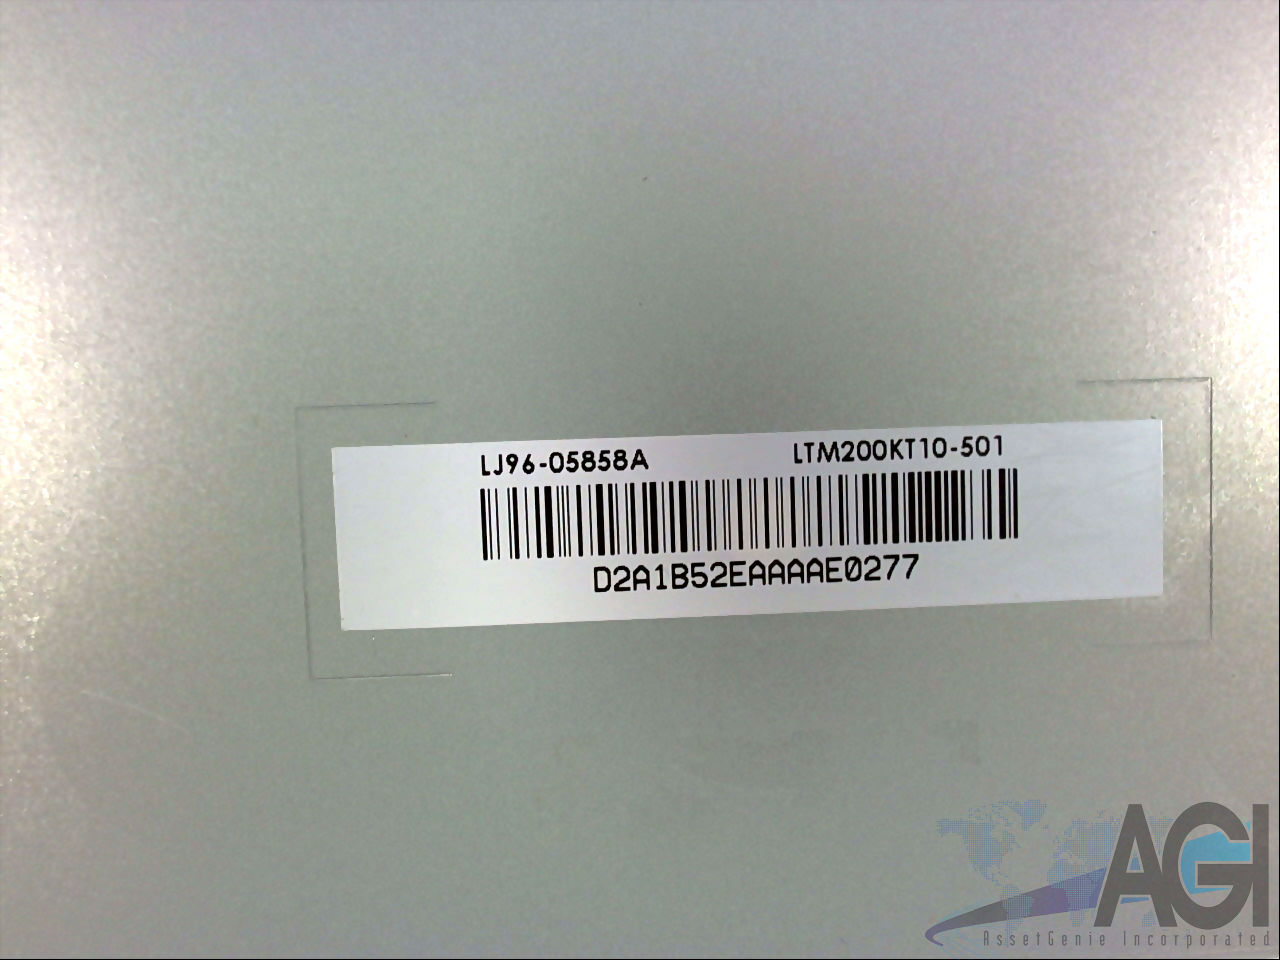 LJ96-05858A LTM200KT10-501
D2A1B52EAAAAE0277
AGI
AssetGenie Incorporated